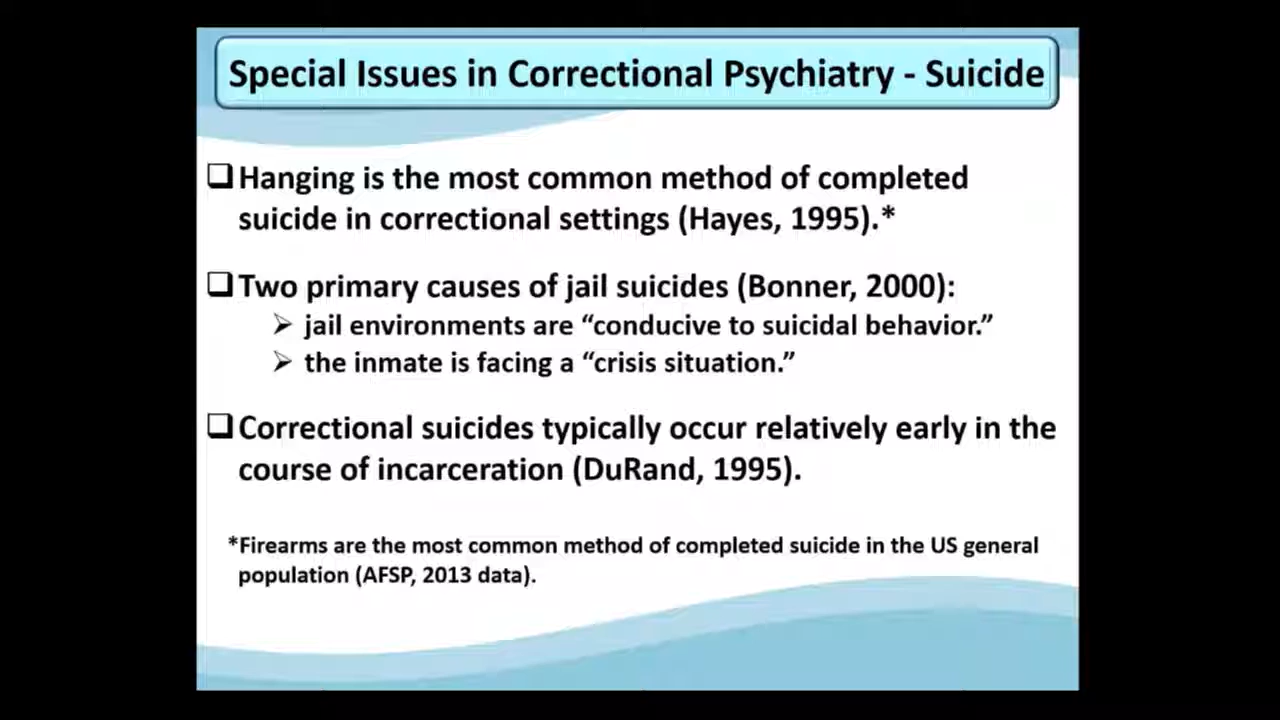 Special Issues in Correctional Psychiatry - Suicide
Hanging is the most common method of completed
suicide in correctional settings (Hayes, 1995).*
Two primary causes of jail suicides (Bonner, 2000):
jail environments are “conducive to suicidal behavior.”
the inmate is facing a “crisis situation.”
Correctional suicides typically occur relatively early in the
course of incarceration (DuRand, 1995).
*Firearms are the most common method of completed suicide in the US general
population (AFSP, 2013 data).